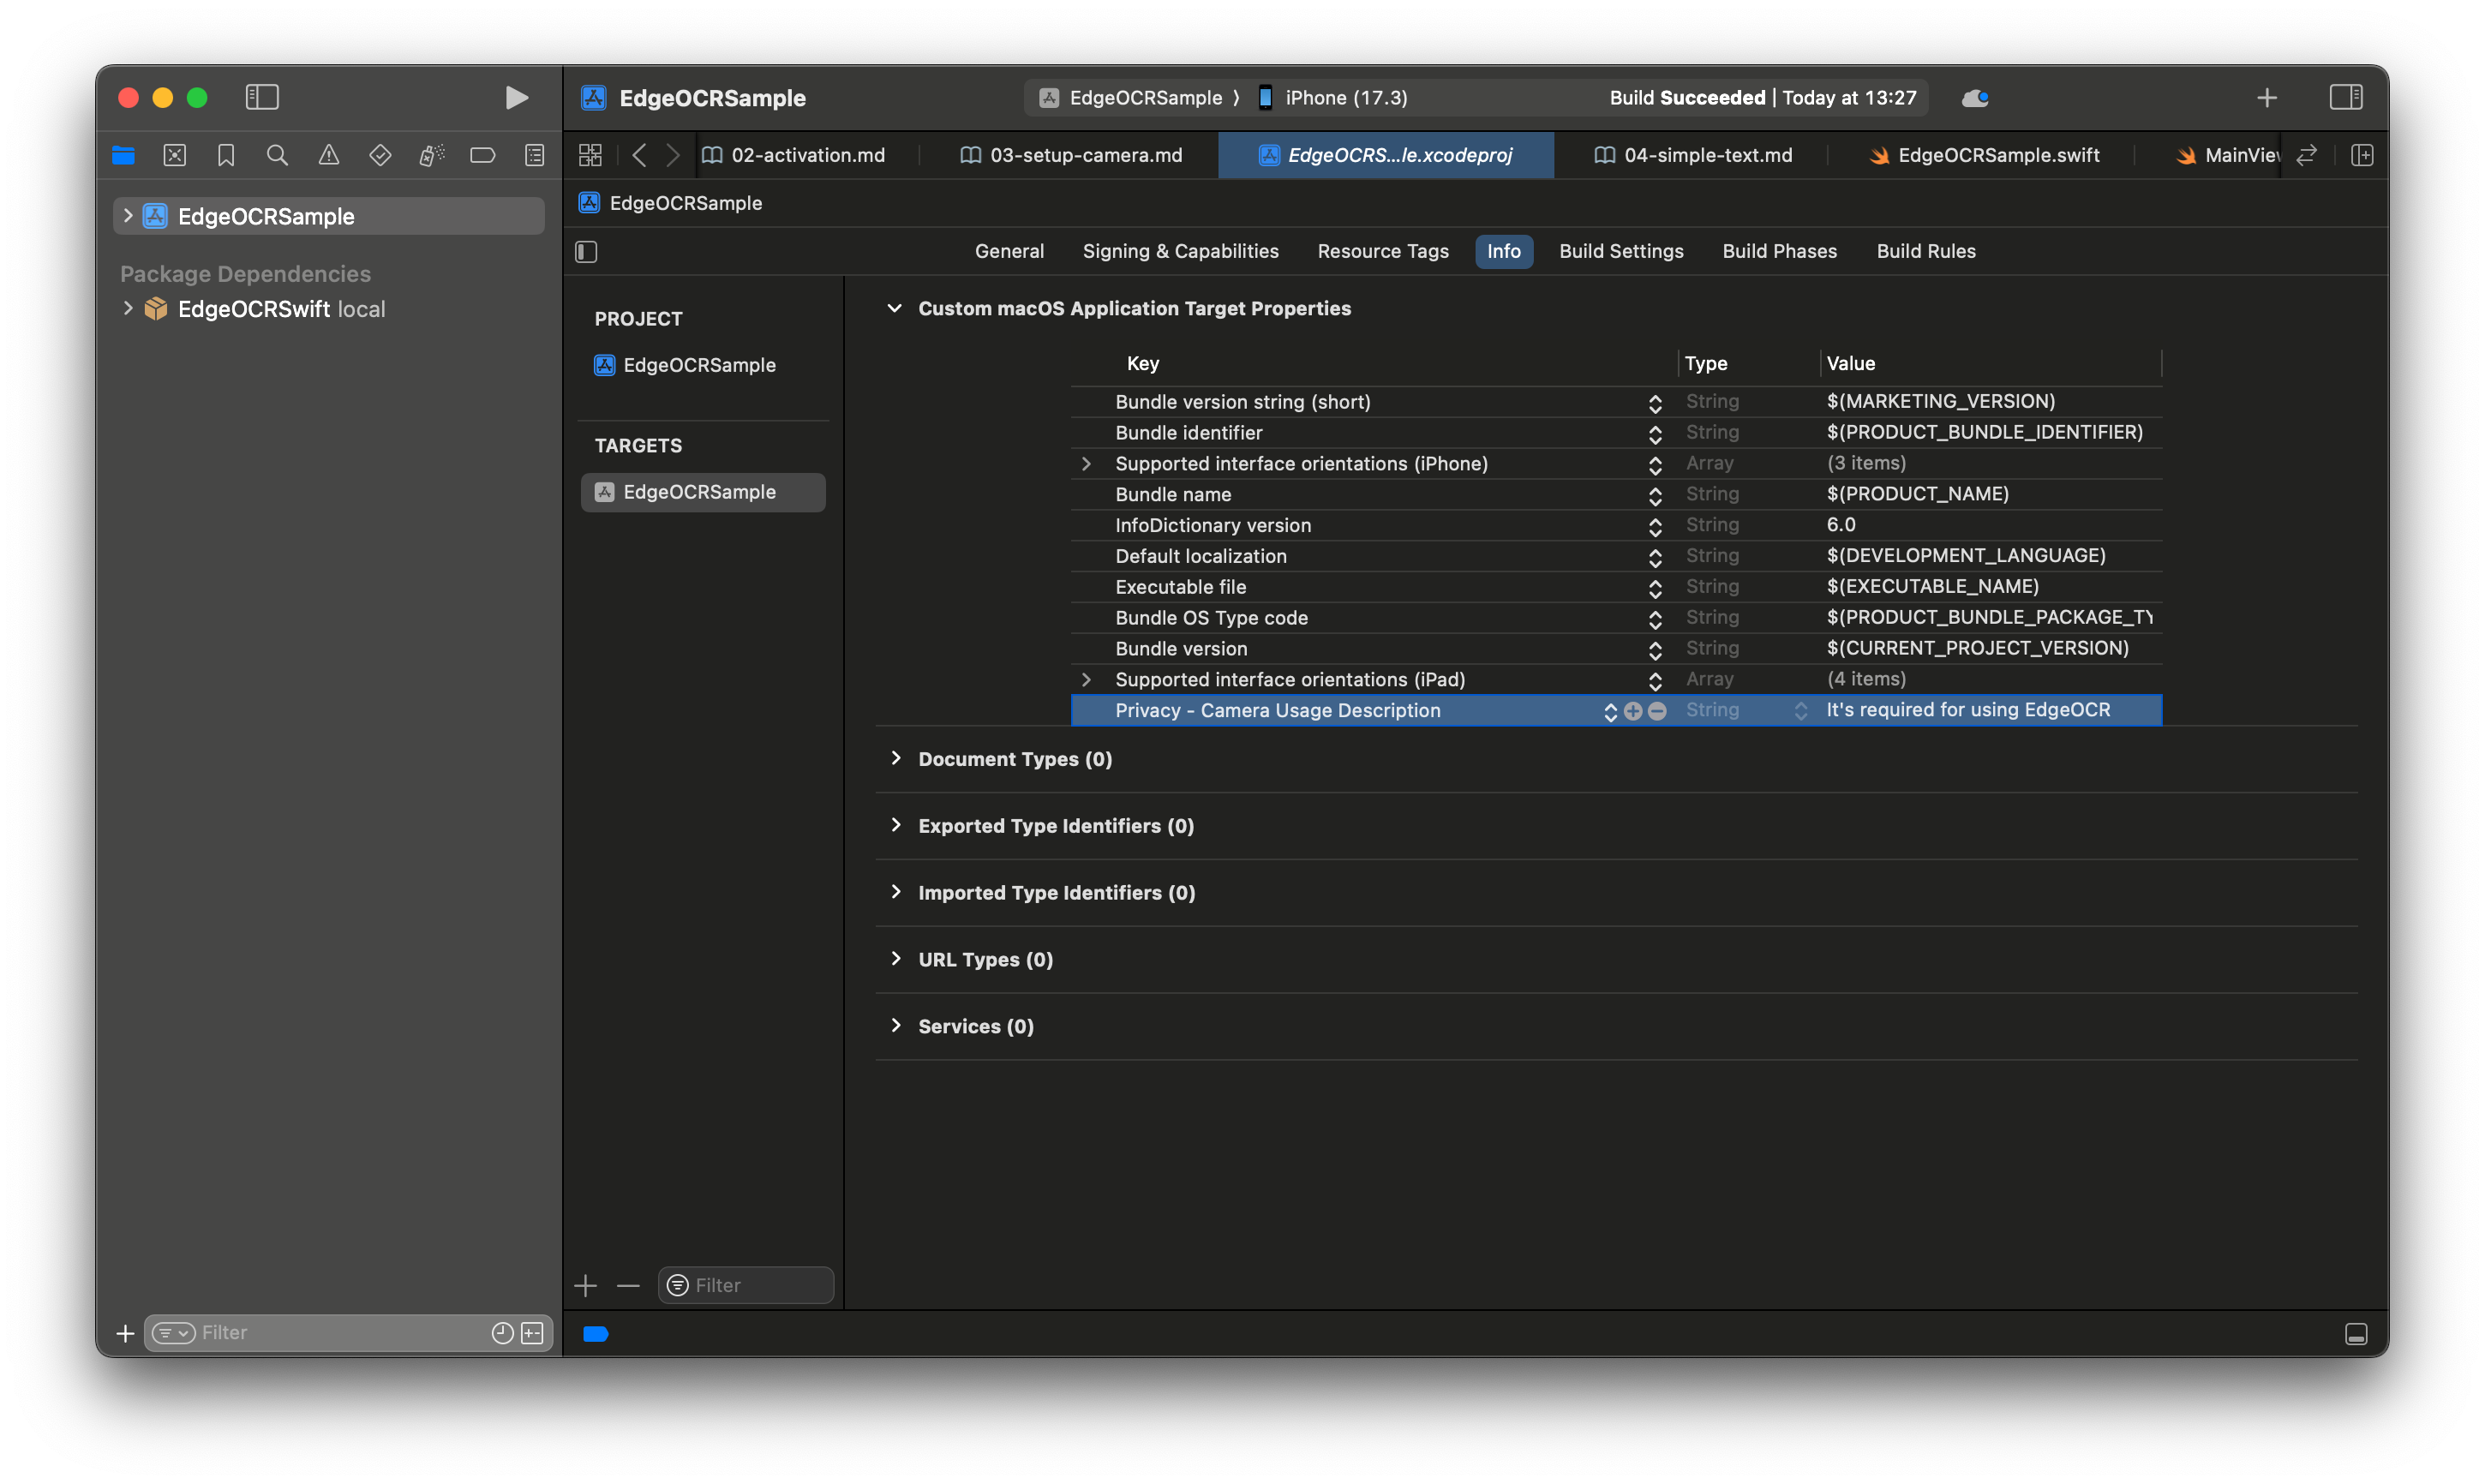 EdgeOCRSample
EdgeOCRSample ⟩ iPhone (17.3)
Build Succeeded | Today at 13:27
02-activation.md
03-setup-camera.md
EdgeOCRS...le.xcodeproj
04-simple-text.md
EdgeOCRSample.swift
MainVie
EdgeOCRSample
Package Dependencies
EdgeOCRSwift local
EdgeOCRSample
General Signing & Capabilities Resource Tags Info Build Settings Build Phases Build Rules
PROJECT
EdgeOCRSample
TARGETS
EdgeOCRSample
Custom macOS Application Target Properties
Key Type Value
Bundle version string (short) String $(MARKETING_VERSION)
Bundle identifier String $(PRODUCT_BUNDLE_IDENTIFIER)
Supported interface orientations (iPhone) Array (3 items)
Bundle name String $(PRODUCT_NAME)
InfoDictionary version String 6.0
Default localization String $(DEVELOPMENT_LANGUAGE)
Executable file String $(EXECUTABLE_NAME)
Bundle OS Type code String $(PRODUCT_BUNDLE_PACKAGE_TY
Bundle version String $(CURRENT_PROJECT_VERSION)
Supported interface orientations (iPad) Array (4 items)
Privacy - Camera Usage Description String It's required for using EdgeOCR
Document Types (0)
Exported Type Identifiers (0)
Imported Type Identifiers (0)
URL Types (0)
Services (0)
Filter
Filter